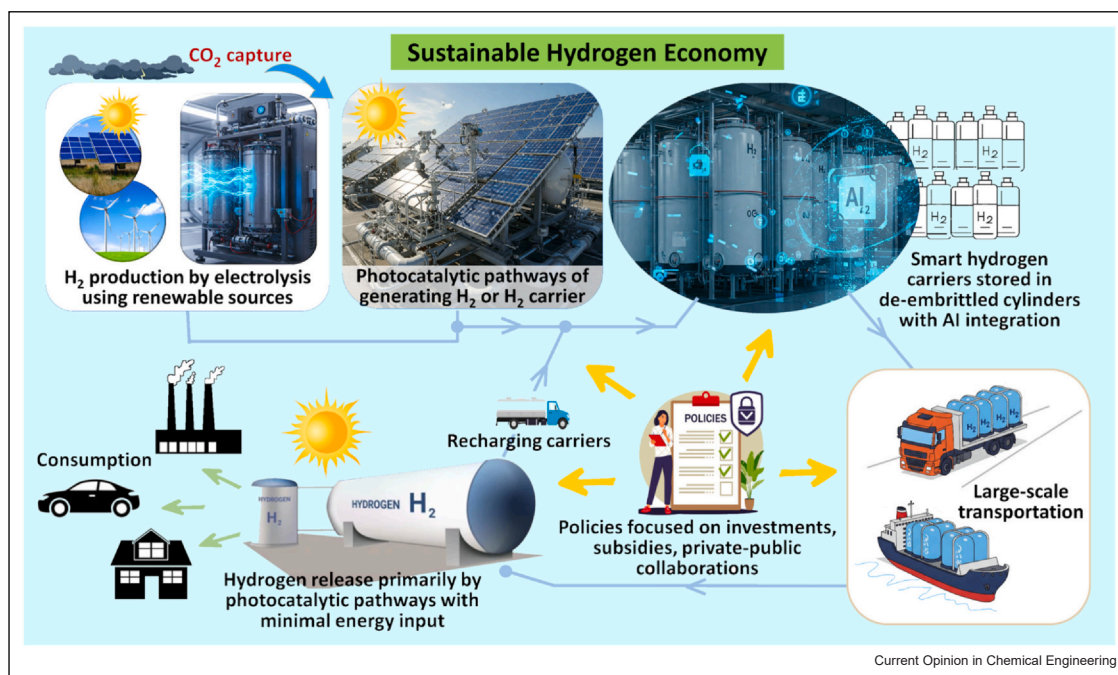 Sustainable Hydrogen Economy
CO₂ capture
H₂ production by electrolysis
using renewable sources
Photocatalytic pathways of
generating H₂ or H₂ carrier
H₂
AI
H₂
H₂
H₂
H₂
Smart hydrogen
carriers stored in
de-embrittled cylinders
with AI integration
Consumption
HYDROGEN
H₂
HYDROGEN H₂
Recharging carriers
POLICIES
Policies focused on investments,
subsidies, private-public
collaborations
H₂ H₂ H₂ H₂
Large-scale
transportation
Hydrogen release primarily by
photocatalytic pathways with
minimal energy input
Current Opinion in Chemical Engineering